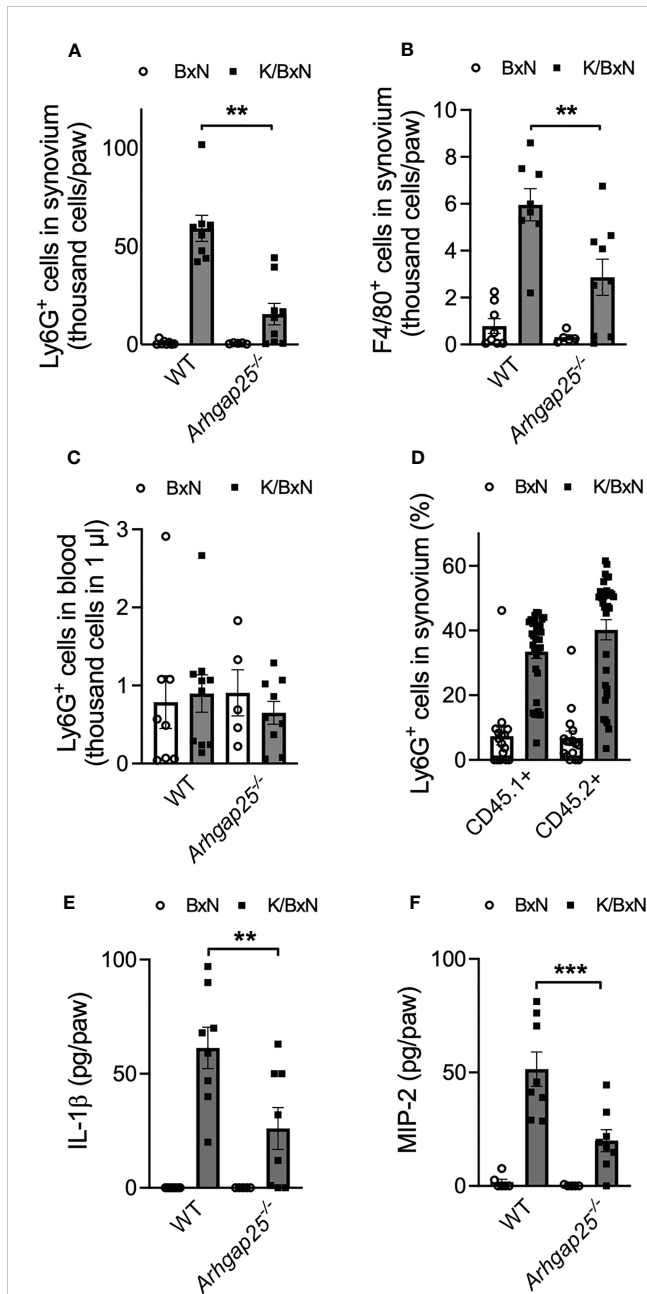 A
BxN K/BxN
Ly6G+ cells in synovium
(thousand cells/paw)
100
50
0
**
WT
Arhgap25-/-
B
BxN K/BxN
F4/80+ cells in synovium
(thousand cells/paw)
10
8
6
4
2
0
**
WT
Arhgap25-/-
C
BxN K/BxN
Ly6G+ cells in blood
(thousand cells in 1 µl)
3
2
1
0
WT
Arhgap25-/-
D
BxN K/BxN
Ly6G+ cells in synovium (%)
60
40
20
0
CD45.1+
CD45.2+
E
BxN K/BxN
IL-1β (pg/paw)
100
50
0
**
WT
Arhgap25-/-
F
BxN K/BxN
MIP-2 (pg/paw)
100
50
0
***
WT
Arhgap25-/-